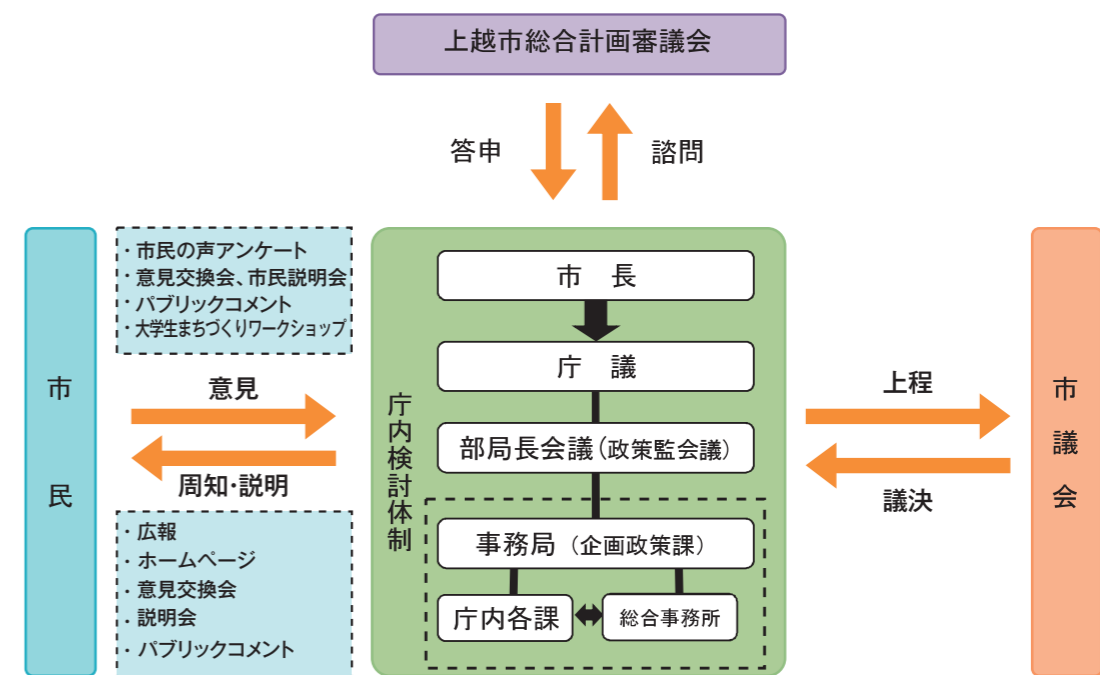 上越市総合計画審議会
答申
諮問
・市民の声アンケート
・意見交換会、市民説明会
・パブリックコメント
・大学生まちづくりワークショップ
市民
意見
周知・説明
・広報
・ホームページ
・意見交換会
・説明会
・パブリックコメント
庁内検討体制
市 長
庁 議
部局長会議(政策監会議)
事務局(企画政策課)
庁内各課
総合事務所
上程
議決
市議会